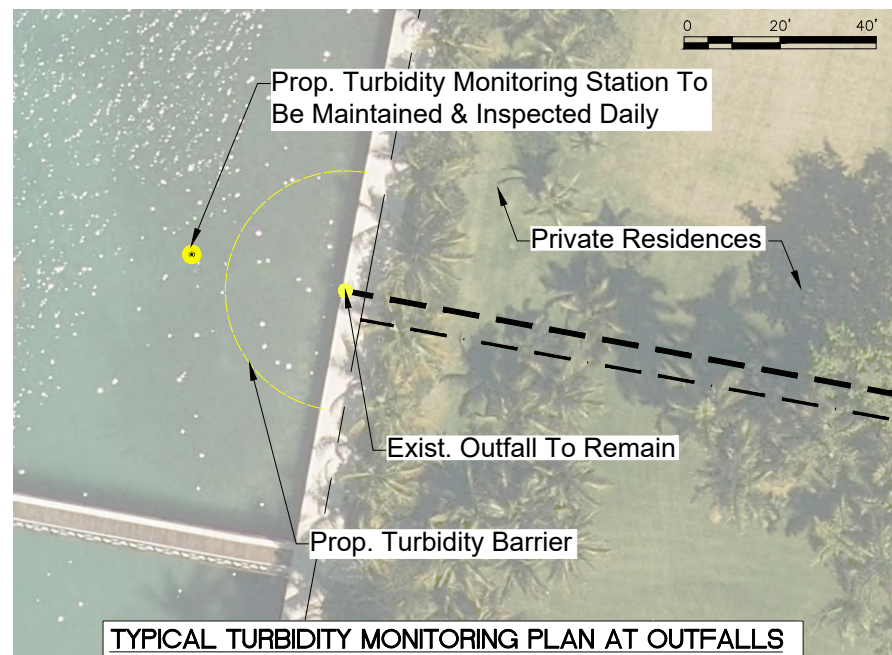 0 20' 40'
Prop. Turbidity Monitoring Station To
Be Maintained & Inspected Daily
Private Residences
Exist. Outfall To Remain
Prop. Turbidity Barrier
TYPICAL TURBIDITY MONITORING PLAN AT OUTFALLS